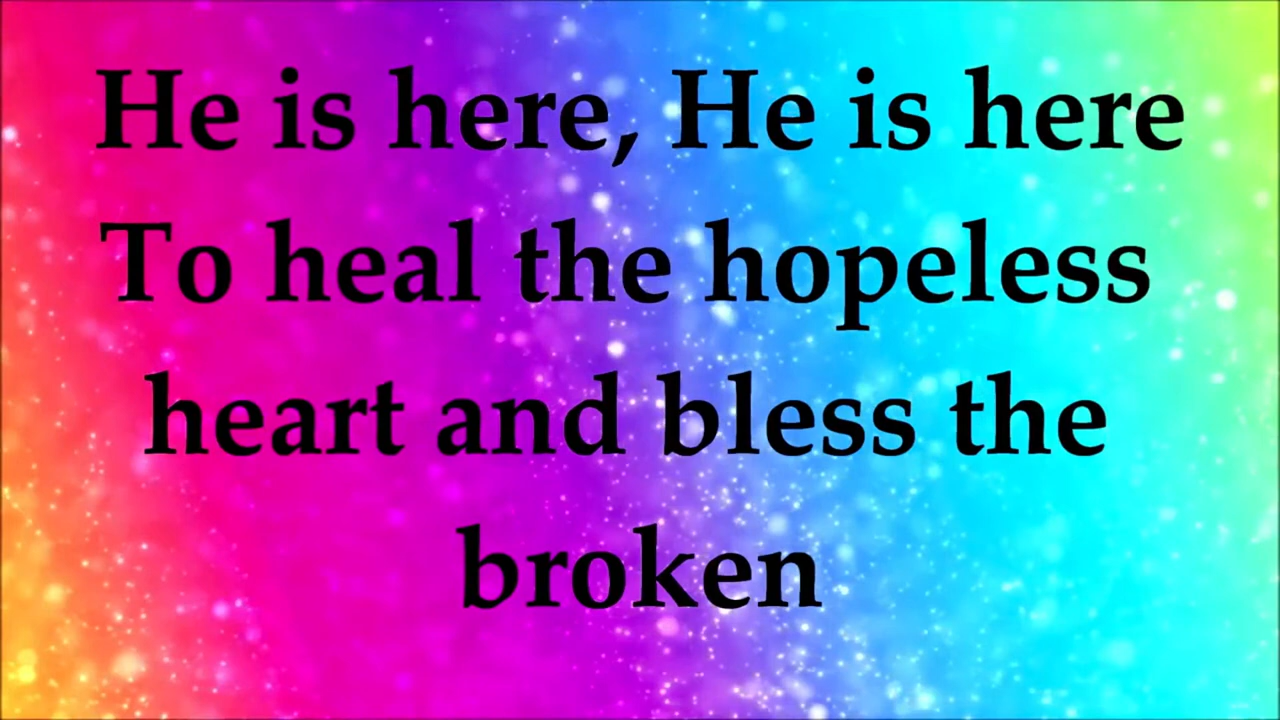 He is here, He is here
To heal the hopeless
heart and bless the
broken